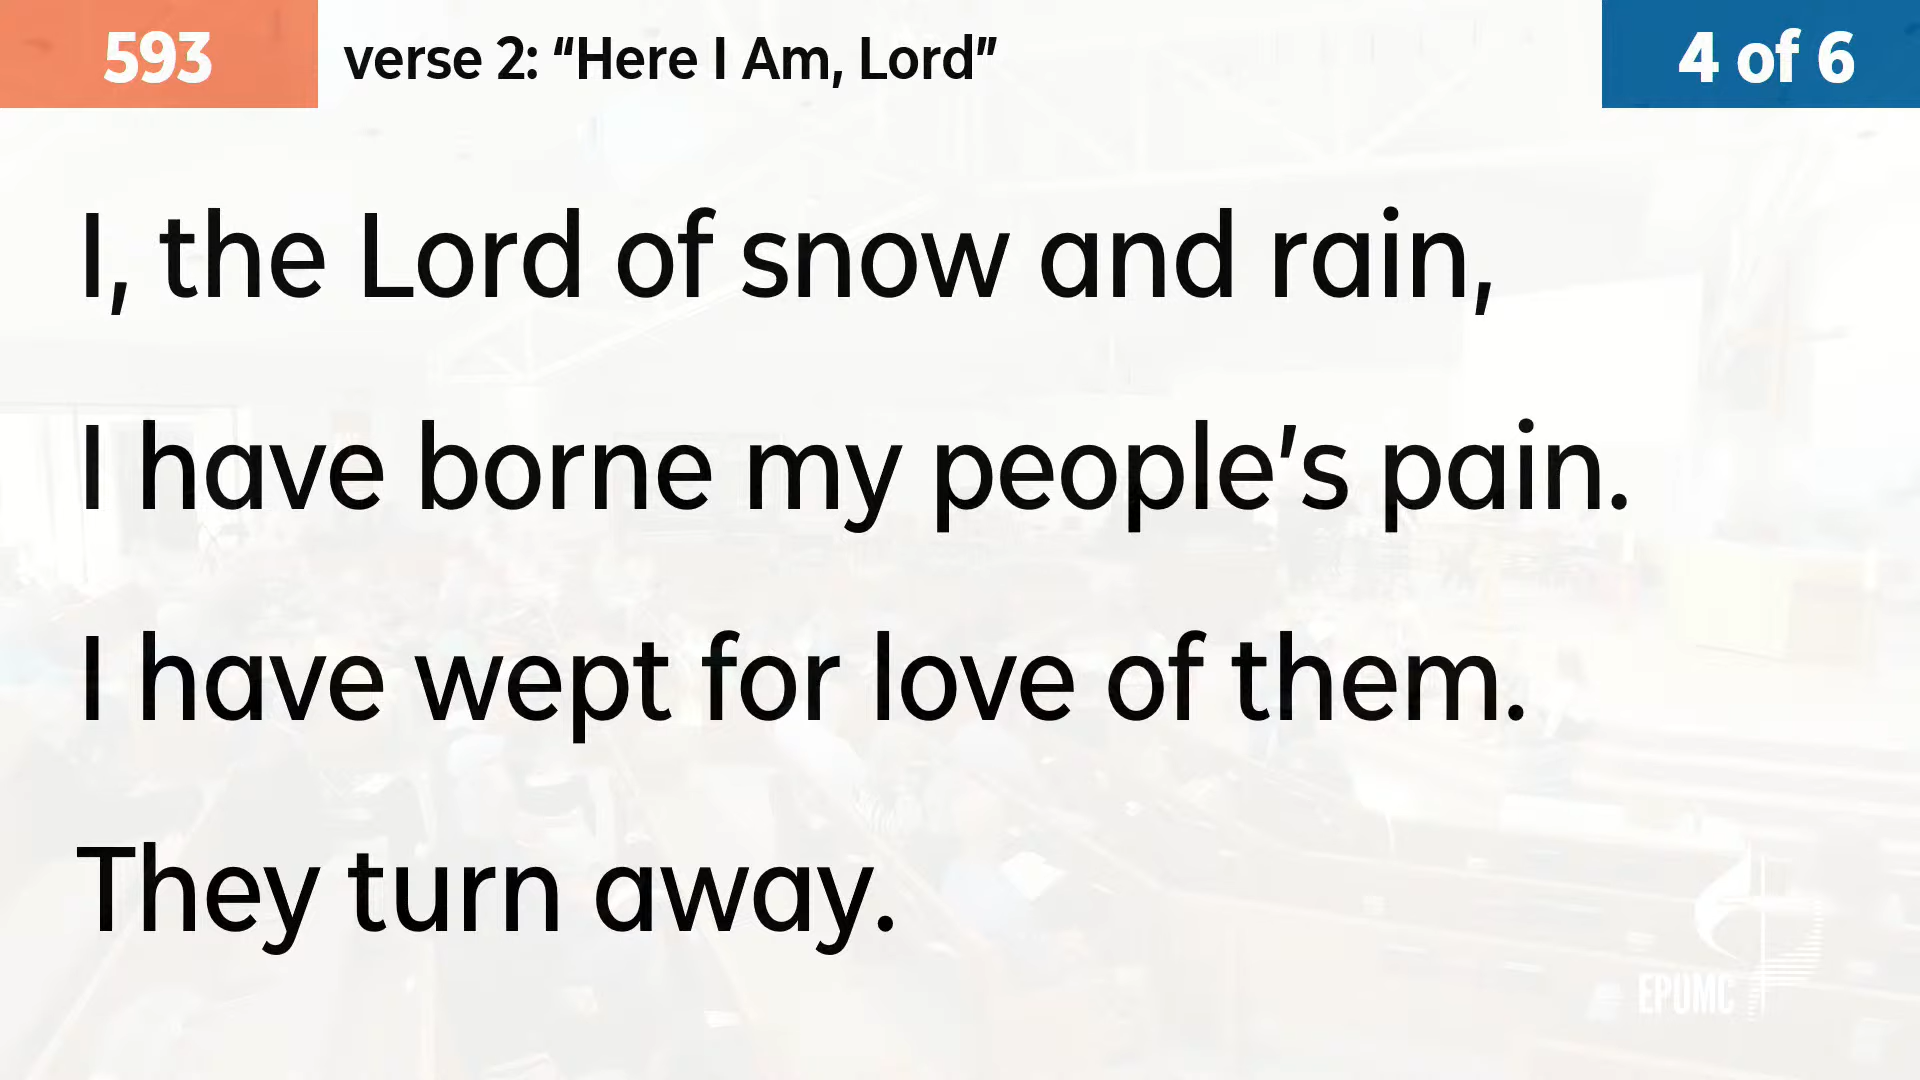 593
verse 2: “Here I Am, Lord”
4 of 6
I, the Lord of snow and rain,
I have borne my people’s pain.
I have wept for love of them.
They turn away.
EPUMC